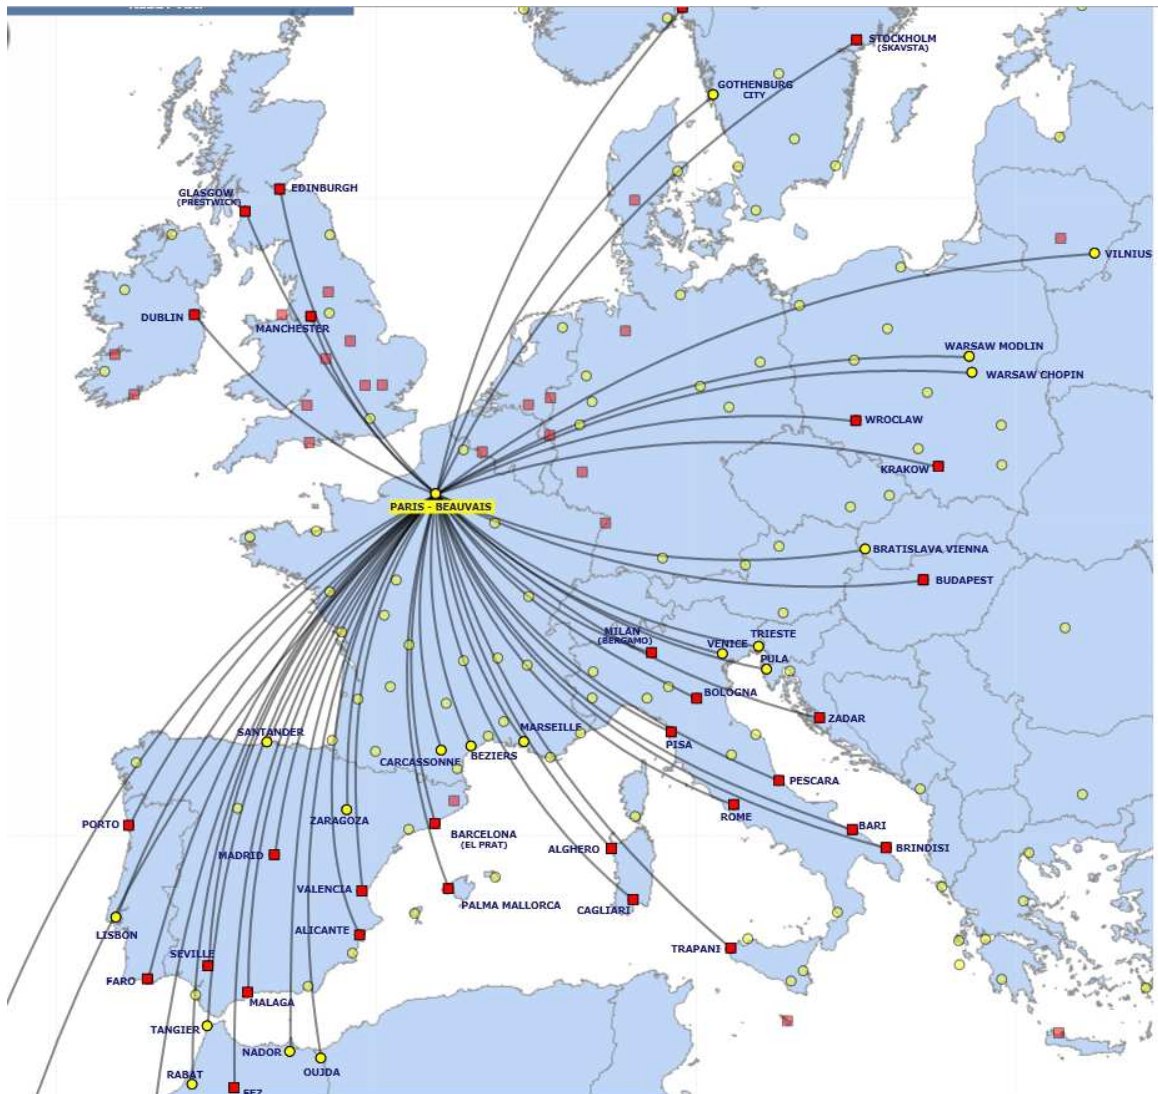 STOCKHOLM
(SKAVSTA)
GOTHENBURG
CITY
EDINBURGH
GLASGOW
(PRESTWICK)
VILNIUS
DUBLIN
MANCHESTER
WARSAW MODLIN
WARSAW CHOPIN
WROCLAW
KRAKOW
PARIS - BEAUVAIS
BRATISLAVA VIENNA
BUDAPEST
MILAN
(BERGAMO)
TRIESTE
VENICE
PULA
BOLOGNA
ZADAR
SANTANDER
MARSEILLE
PISA
CARCASSONNE
BEZIERS
PESCARA
ZARAGOZA
ROME
PORTO
BARCELONA
(EL PRAT)
BARI
BRINDISI
MADRID
ALGHERO
VALENCIA
PALMA MALLORCA
CAGLIARI
LISBON
ALICANTE
TRAPANI
SEVILLE
FARO
MALAGA
TANGIER
NADOR
OUJDA
RABAT
FEZ